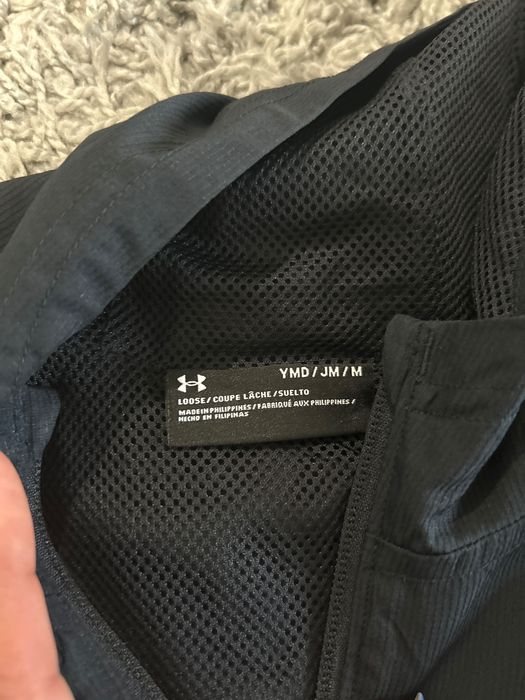 YMD / JM / M
LOOSE / COUPE LÂCHE / SUELTO
MADE IN PHILIPPINES / FABRIQUÉ AUX PHILIPPINES /
HECHO EN FILIPINAS